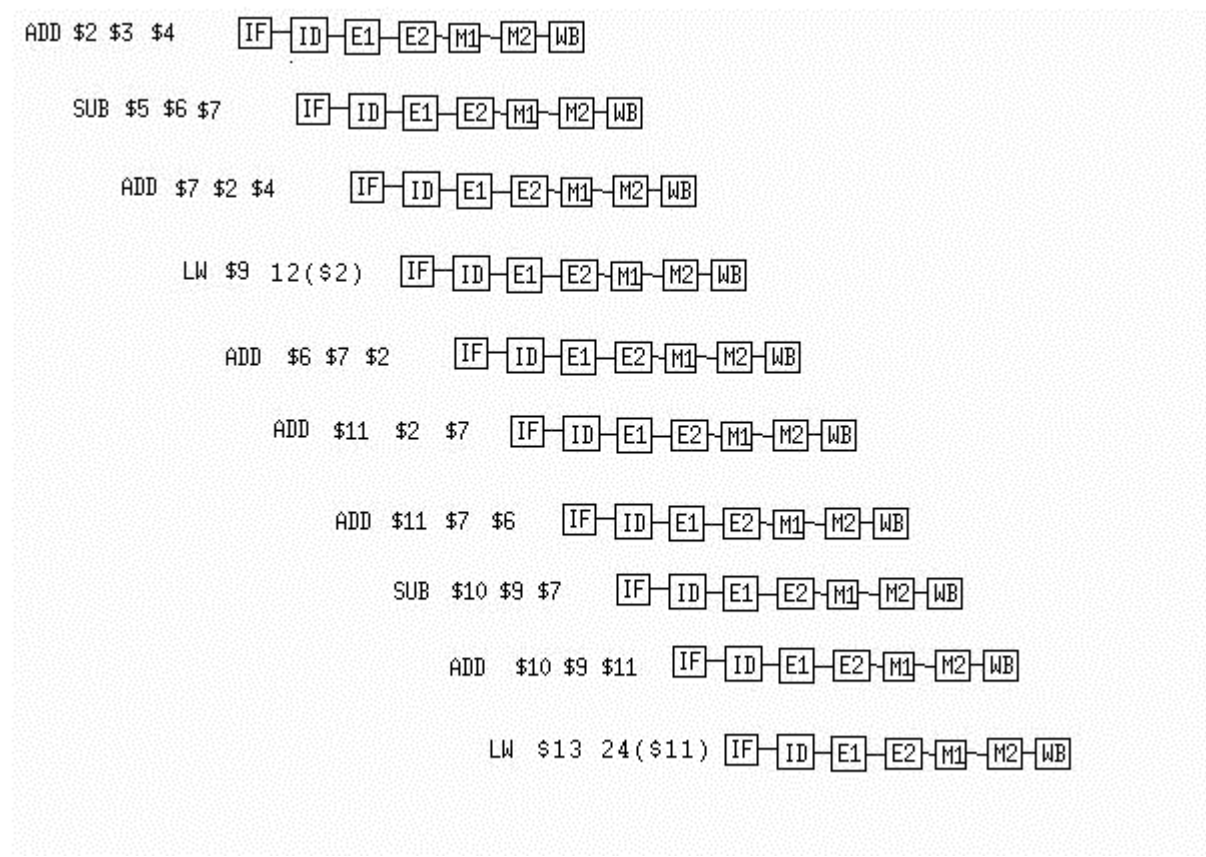 ADD $2 $3 $4 IF ID E1 E2 M1 M2 WB
SUB $5 $6 $7 IF ID E1 E2 M1 M2 WB
ADD $7 $2 $4 IF ID E1 E2 M1 M2 WB
LW $9 12($2) IF ID E1 E2 M1 M2 WB
ADD $6 $7 $2 IF ID E1 E2 M1 M2 WB
ADD $11 $2 $7 IF ID E1 E2 M1 M2 WB
ADD $11 $7 $6 IF ID E1 E2 M1 M2 WB
SUB $10 $9 $7 IF ID E1 E2 M1 M2 WB
ADD $10 $9 $11 IF ID E1 E2 M1 M2 WB
LW $13 24($11) IF ID E1 E2 M1 M2 WB